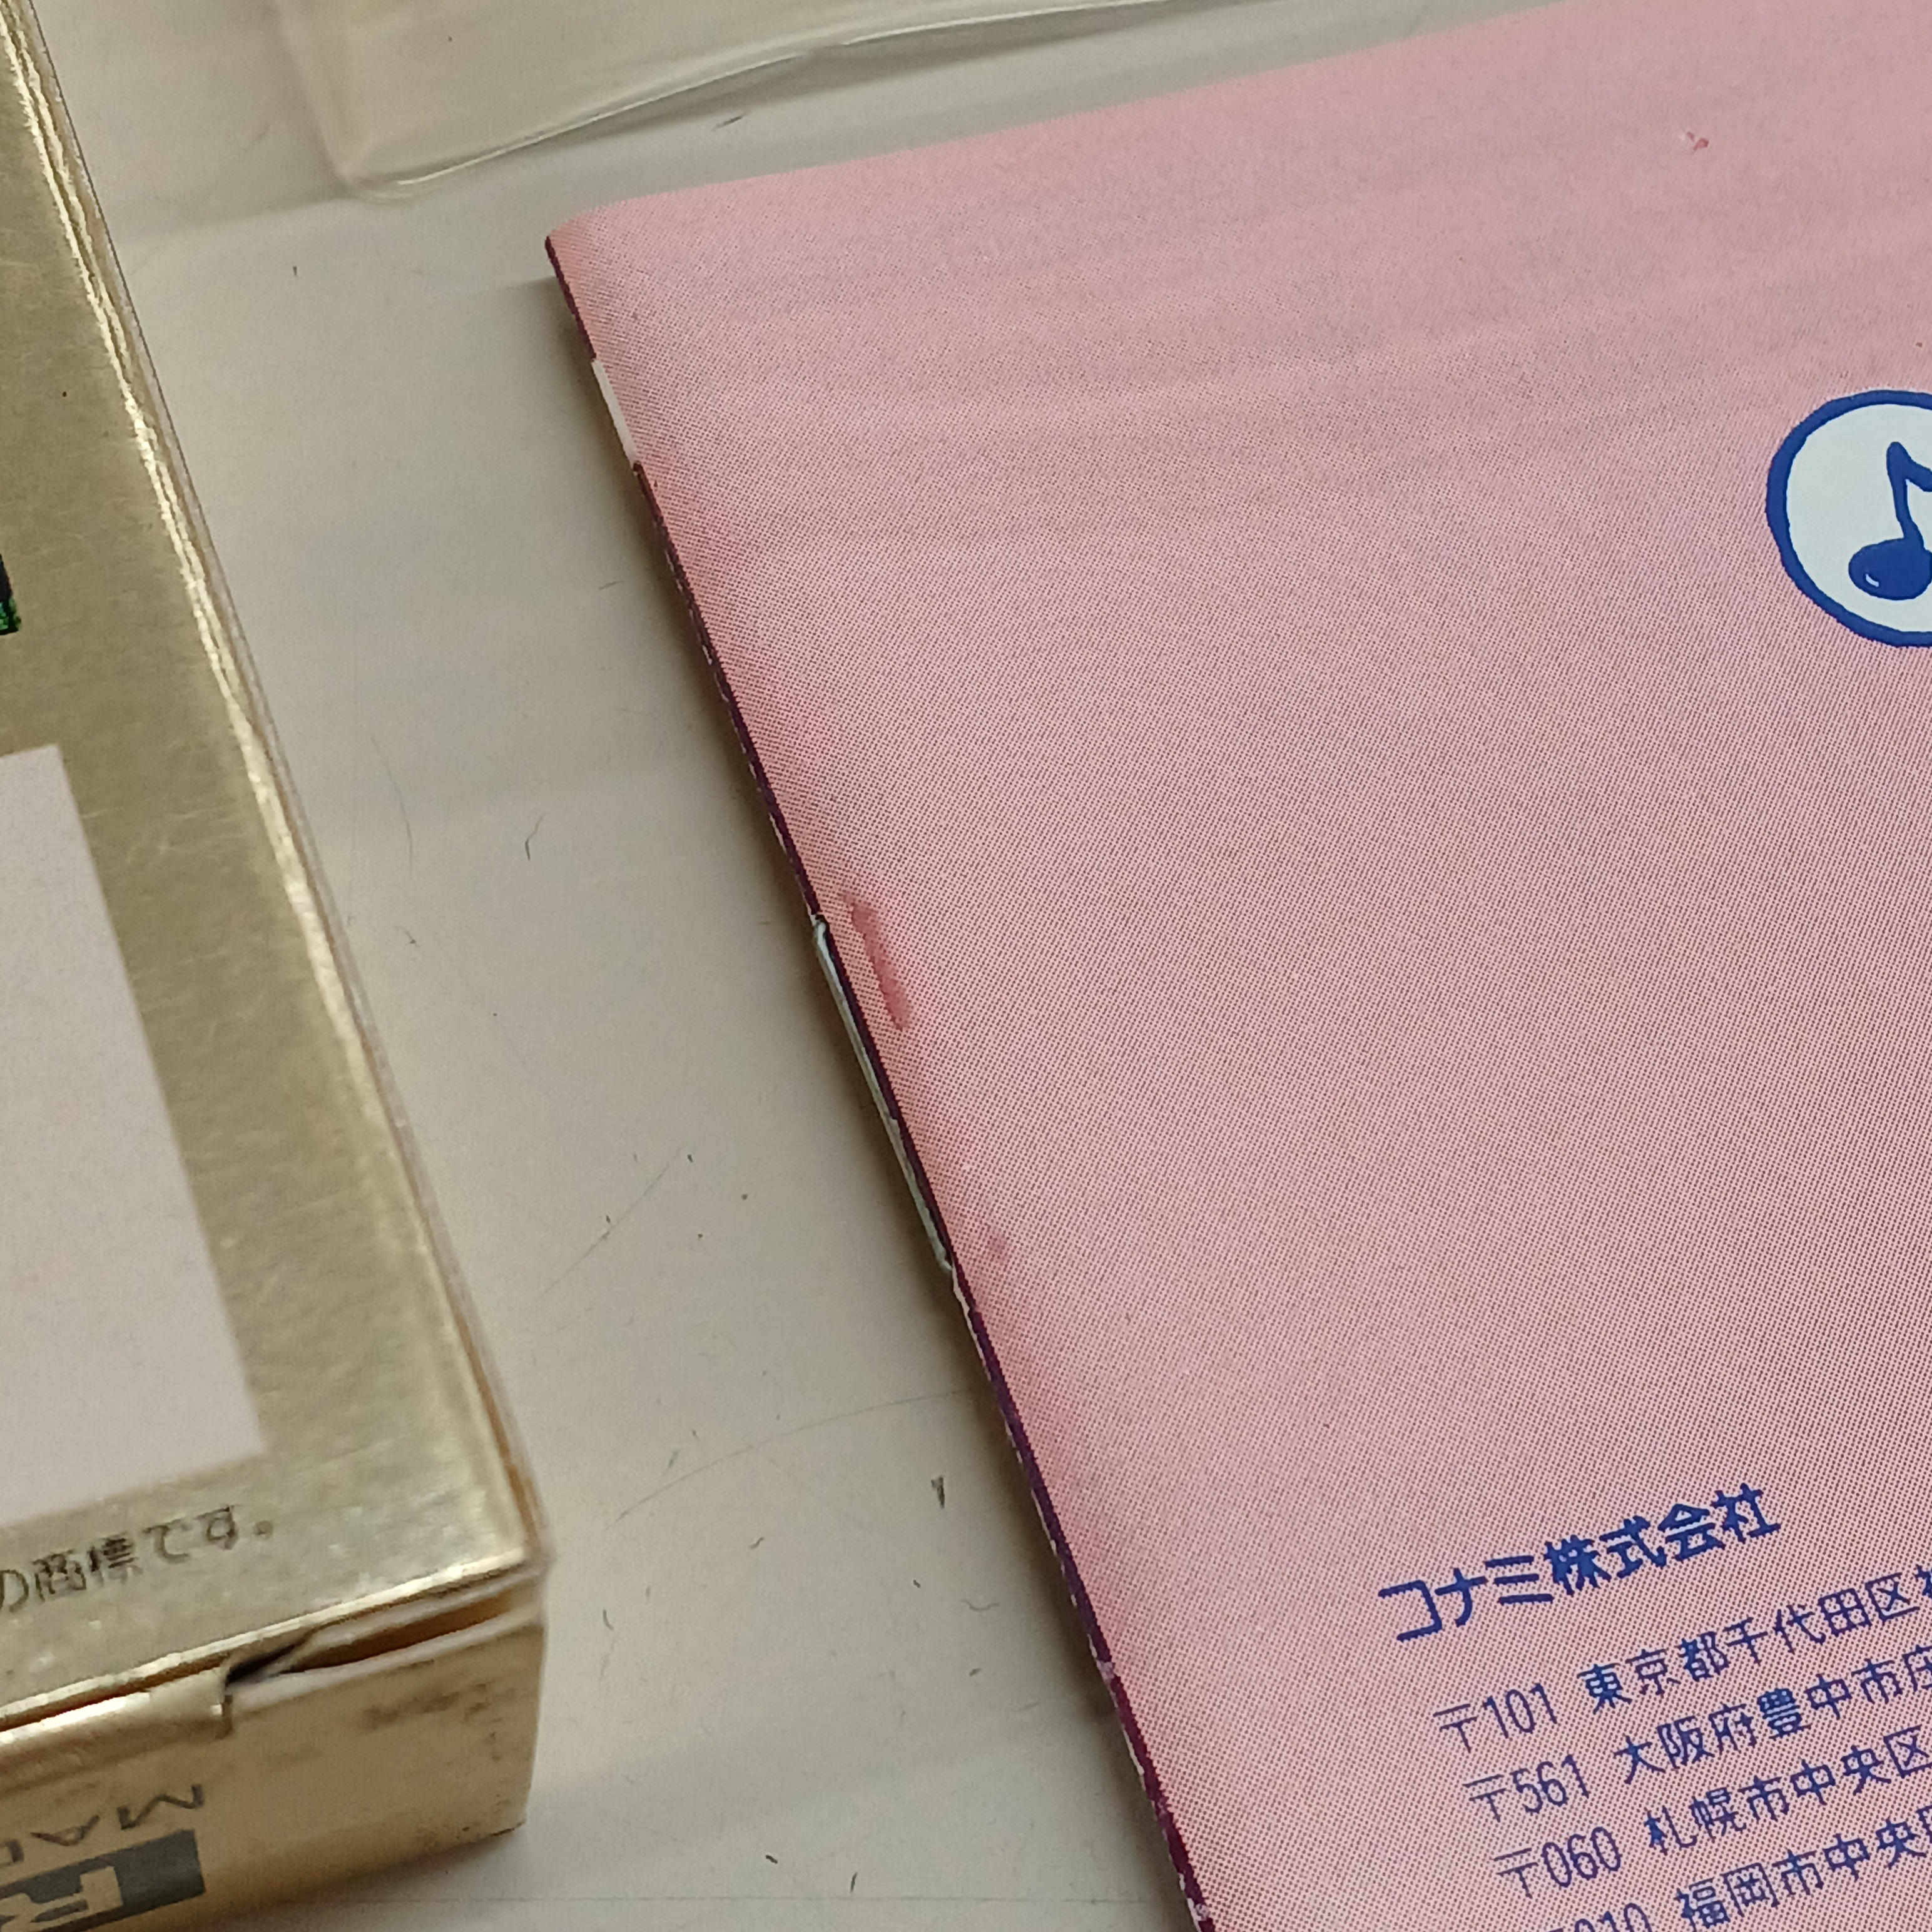 の商標です。
コナミ株式会社
〒101 東京都千代田区
〒561 大阪府豊中市庄
〒060 札幌市中央区
福岡市中央